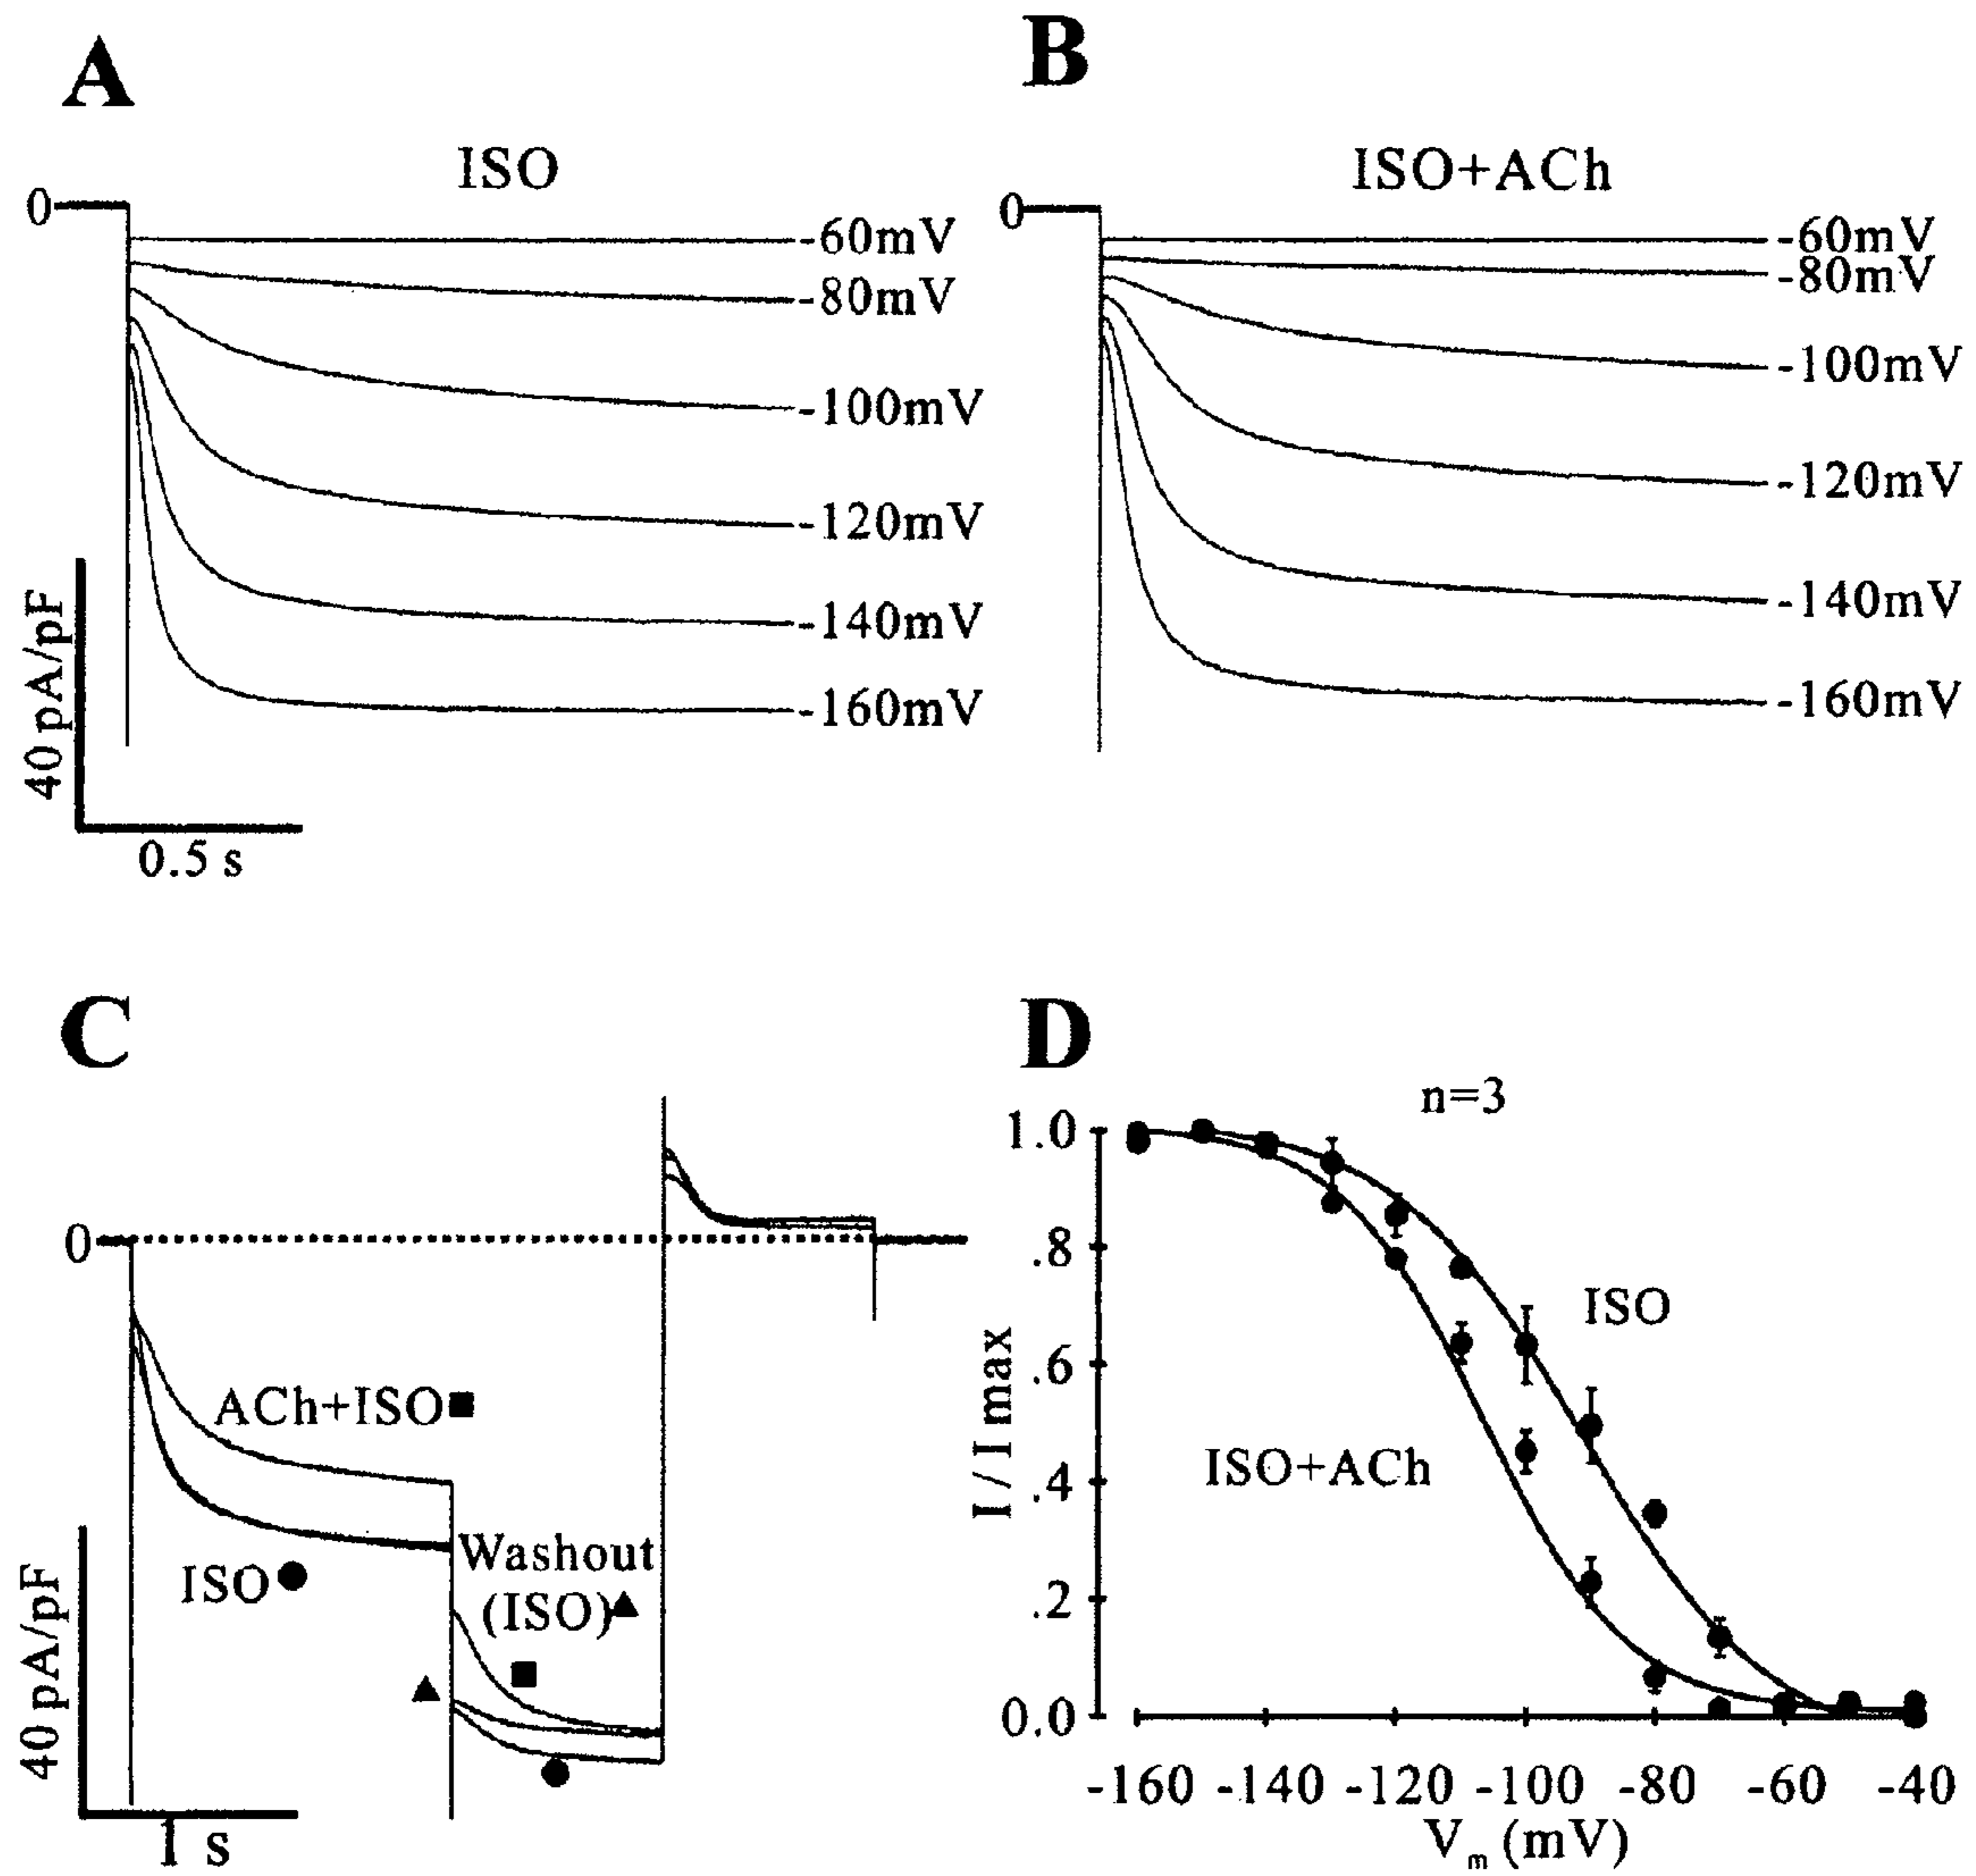 A
ISO
0
-60mV
-80mV
-100mV
-120mV
-140mV
-160mV
40 pA/pF
0.5 s
B
ISO+ACh
0
-60mV
-80mV
-100mV
-120mV
-140mV
-160mV
C
0
ACh+ISO
ISO
Washout
(ISO)
40 pA/pF
1 s
D
n=3
1.0
.8
.6
.4
.2
0.0
I / I max
ISO
ISO+ACh
-160 -140 -120 -100 -80 -60 -40
Vm (mV)